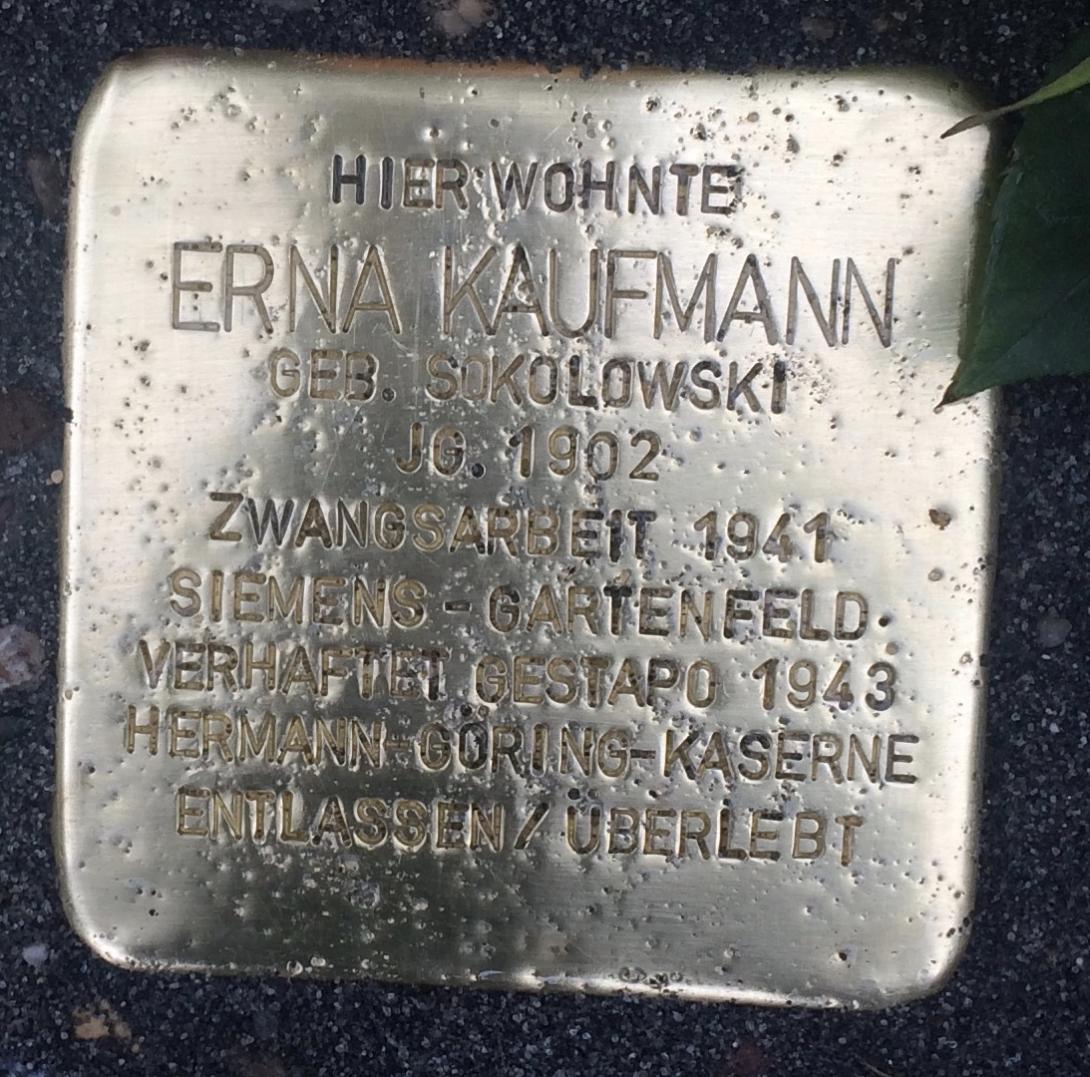 HIER WOHNTE
ERNA KAUFMANN
GEB. SOKOLOWSKI
JG. 1902
ZWANGSARBEIT 1941
SIEMENS - GARTENFELD
VERHAFTET GESTAPO 1943
HERMANN-GÖRING-KASERNE
ENTLASSEN / ÜBERLEBT